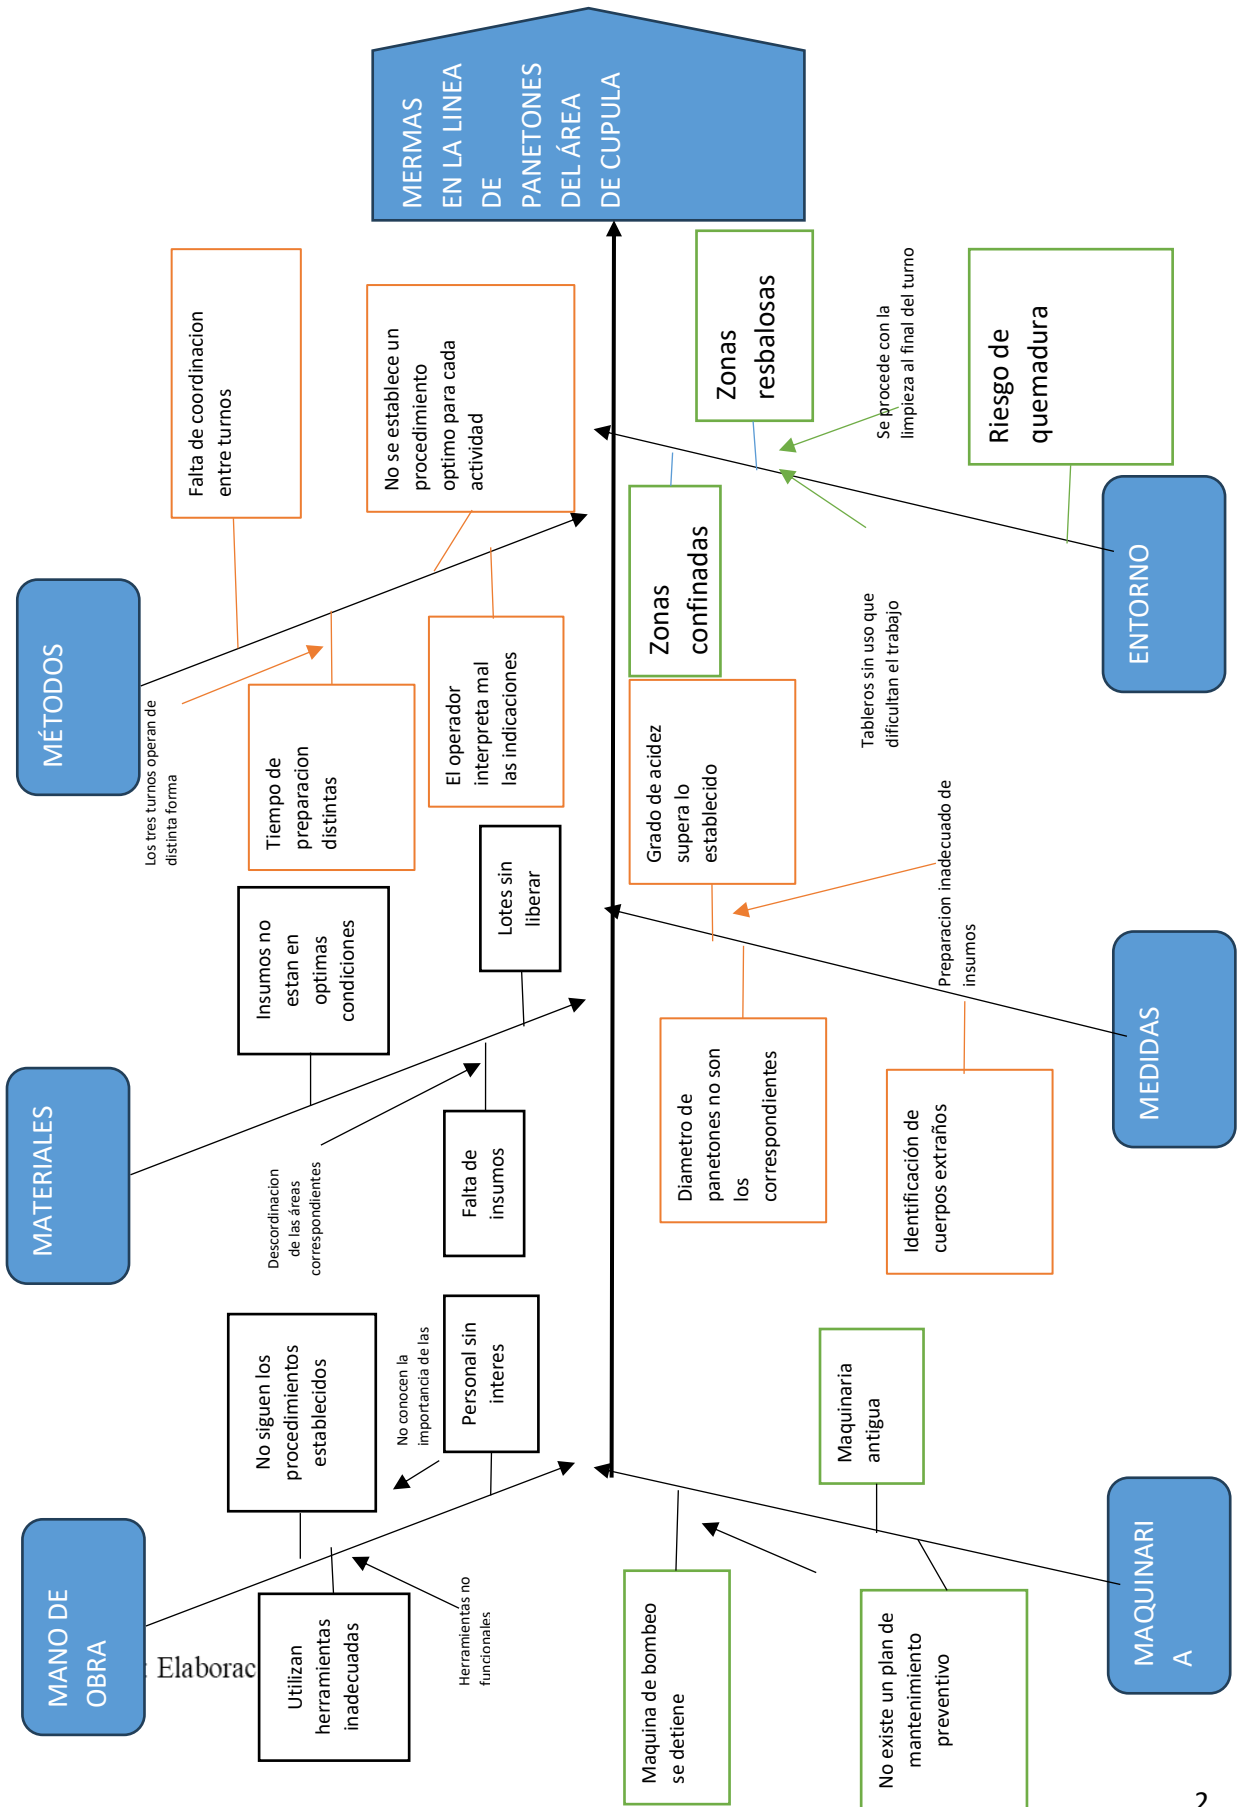 MERMAS
EN LA LINEA
DE
PANETONES
DEL ÁREA
DE CUPULA
MANO DE
OBRA
No siguen los
procedimientos
establecidos
Utilizan
herramientas
inadecuadas
Herramientas no
funcionales
No conocen la
importancia de las
Personal sin
interes
MATERIALES
Insumos no
estan en
optimas
condiciones
Descordinacion
de las áreas
correspondientes
Falta de
insumos
Lotes sin
liberar
MÉTODOS
Falta de coordinacion
entre turnos
Los tres turnos operan de
distinta forma
Tiempo de
preparacion
distintas
No se establece un
procedimiento
optimo para cada
actividad
El operador
interpreta mal
las indicaciones
MAQUINARI
A
Maquina de bombeo
se detiene
Maquinaria
antigua
No existe un plan de
mantenimiento
preventivo
MEDIDAS
Grado de acidez
supera lo
establecido
Diametro de
panetones no son
los
correspondientes
Preparacion inadecuado de
insumos
Identificación de
cuerpos extraños
ENTORNO
Zonas
confinadas
Zonas
resbalosas
Se procede con la
limpieza al final del turno
Tableros sin uso que
dificultan el trabajo
Riesgo de
quemadura
: Elaborac
2